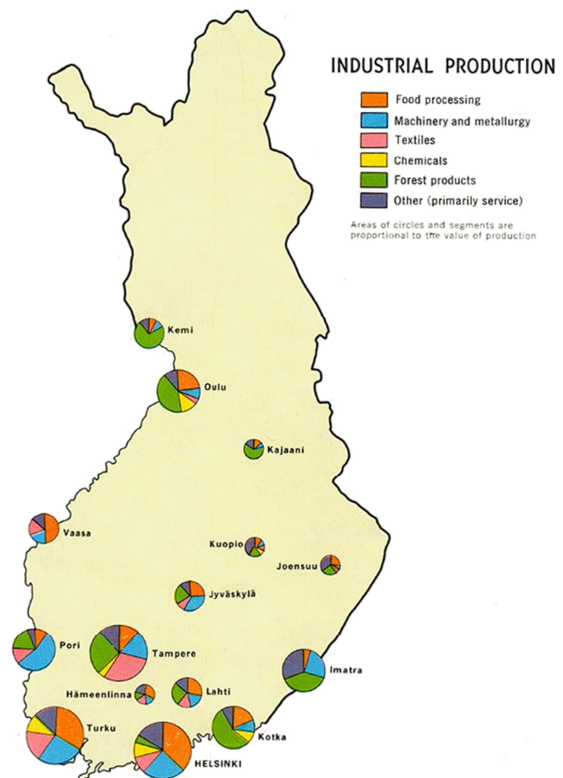 INDUSTRIAL PRODUCTION
Food processing
Machinery and metallurgy
Textiles
Chemicals
Forest products
Other (primarily service)
Areas of circles and segments are
proportional to the value of production
Kemi
Oulu
Kajaani
Vaasa
Kuopio
Joensuu
Jyväskylä
Pori
Tampere
Imatra
Hämeenlinna
Lahti
Turku
Kotka
HELSINKI